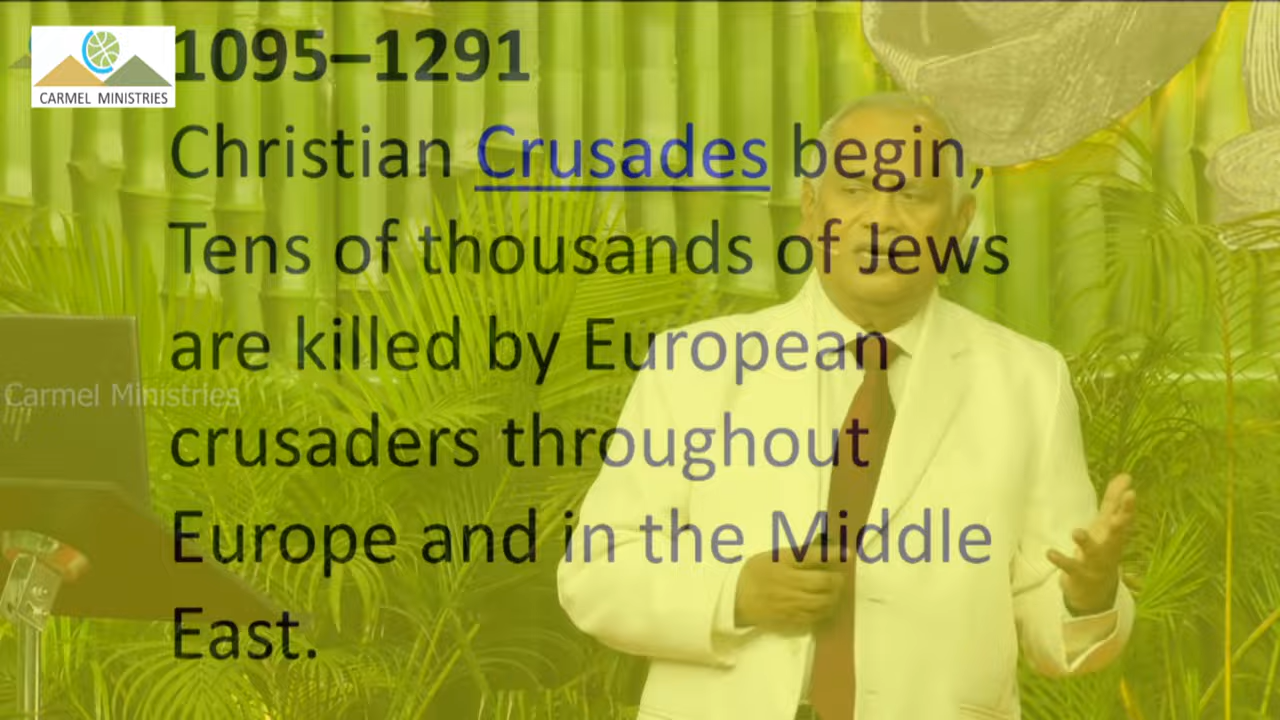 CARMEL MINISTRIES
1095–1291
Christian Crusades begin,
Tens of thousands of Jews
are killed by European
Carmel Ministries
crusaders throughout
Europe and in the Middle
East.